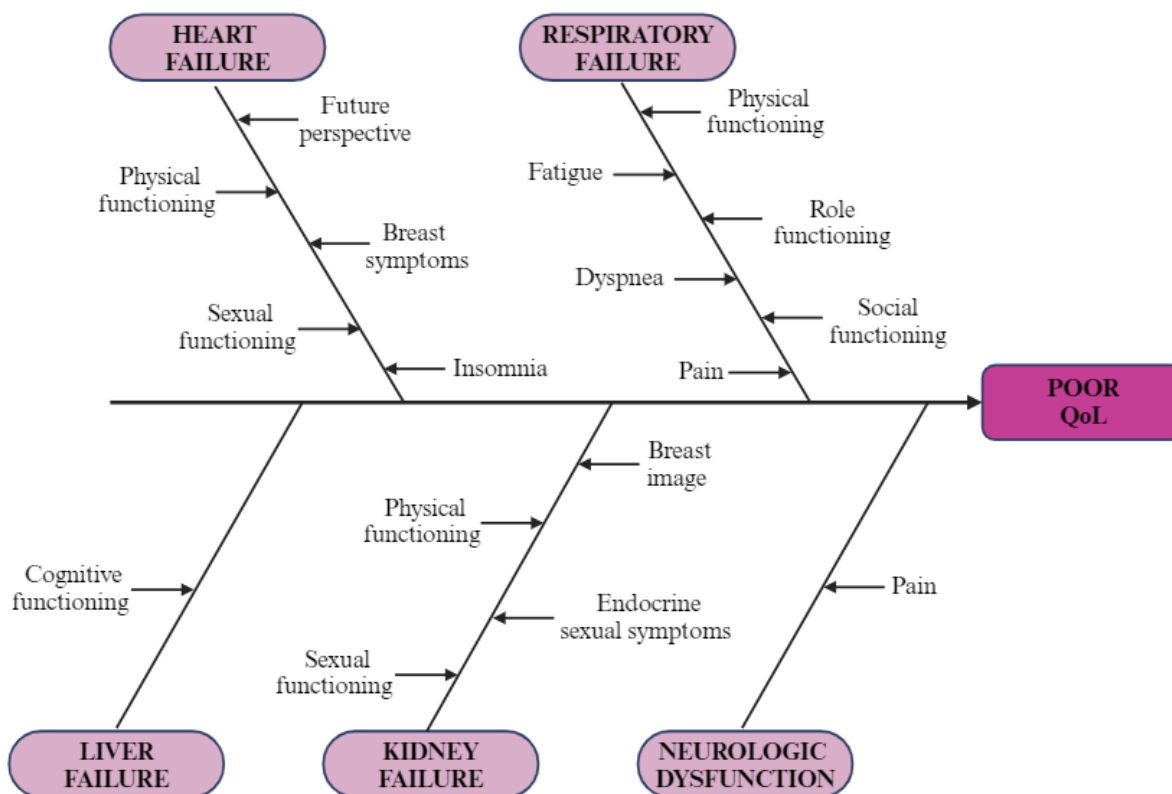 HEART
FAILURE
RESPIRATORY
FAILURE
Future
perspective
Physical
functioning
Breast
symptoms
Sexual
functioning
Insomnia
Physical
functioning
Fatigue
Role
functioning
Dyspnea
Social
functioning
Pain
POOR
QoL
Cognitive
functioning
Breast
image
Physical
functioning
Endocrine
sexual symptoms
Sexual
functioning
Pain
LIVER
FAILURE
KIDNEY
FAILURE
NEUROLOGIC
DYSFUNCTION